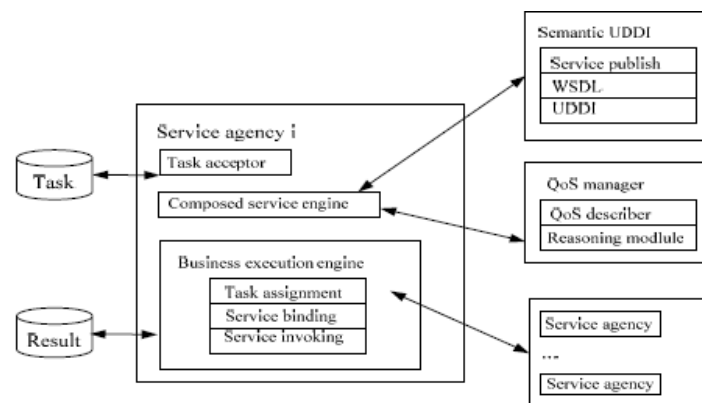 Semantic UDDI
Service publish
WSDL
UDDI
Service agency i
Task acceptor
Task
Composed service engine
QoS manager
QoS describer
Reasoning modlule
Business execution engine
Task assignment
Service binding
Service invoking
Result
Service agency
...
Service agency